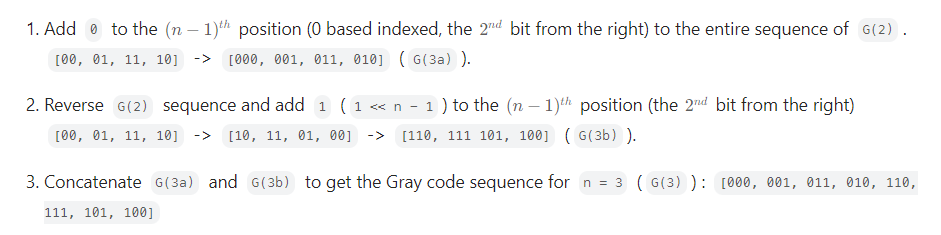 1. Add 0 to the (n − 1)th position (0 based indexed, the 2nd bit from the right) to the entire sequence of G(2) .
[00, 01, 11, 10] -> [000, 001, 011, 010] ( G(3a) ).
2. Reverse G(2) sequence and add 1 ( 1 << n - 1 ) to the (n − 1)th position (the 2nd bit from the right)
[00, 01, 11, 10] -> [10, 11, 01, 00] -> [110, 111 101, 100] ( G(3b) ).
3. Concatenate G(3a) and G(3b) to get the Gray code sequence for n = 3 ( G(3) ): [000, 001, 011, 010, 110,
111, 101, 100]